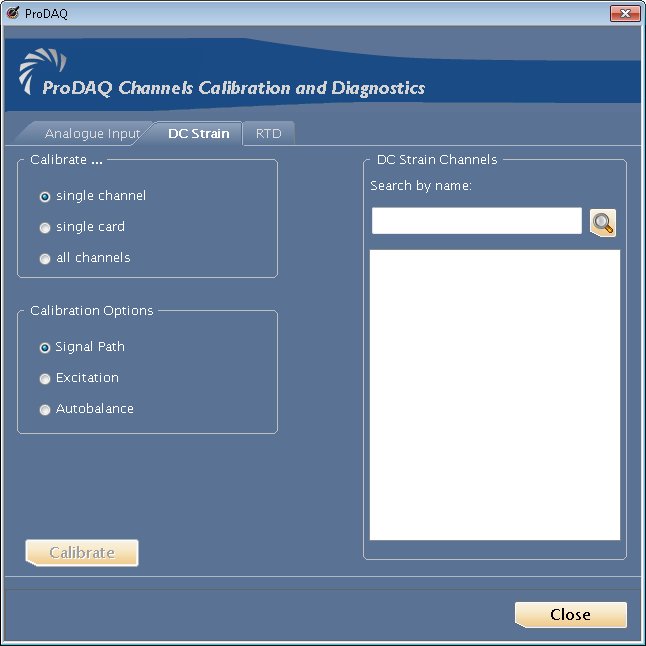 ProDAQ
ProDAQ Channels Calibration and Diagnostics
Analogue Input DC Strain RTD
Calibrate ...
single channel
single card
all channels
Calibration Options
Signal Path
Excitation
Autobalance
Calibrate
DC Strain Channels
Search by name:
Close